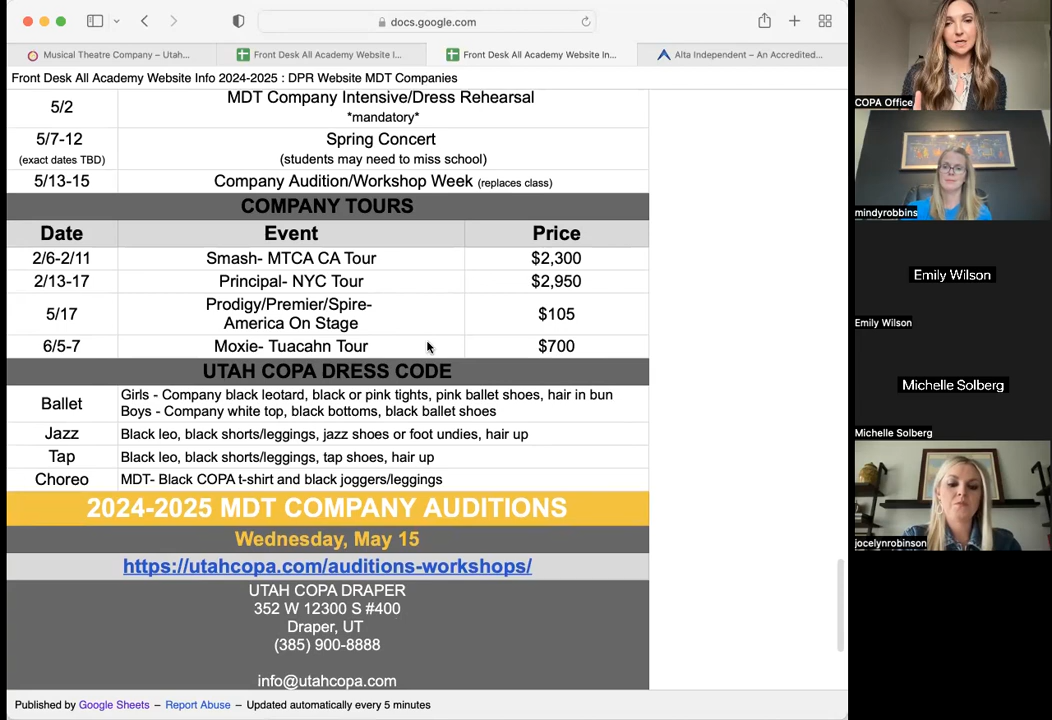 docs.google.com
Musical Theatre Company – Utah...
Front Desk All Academy Website I...
Front Desk All Academy Website In...
Alta Independent – An Accredited...
Front Desk All Academy Website Info 2024-2025 : DPR Website MDT Companies
5/2
MDT Company Intensive/Dress Rehearsal
*mandatory*
5/7-12
(exact dates TBD)
Spring Concert
(students may need to miss school)
5/13-15
Company Audition/Workshop Week (replaces class)
COMPANY TOURS
Date Event Price
2/6-2/11 Smash- MTCA CA Tour $2,300
2/13-17 Principal- NYC Tour $2,950
5/17
Prodigy/Premier/Spire-
America On Stage
$105
6/5-7 Moxie- Tuacahn Tour $700
UTAH COPA DRESS CODE
Ballet
Girls - Company black leotard, black or pink tights, pink ballet shoes, hair in bun
Boys - Company white top, black bottoms, black ballet shoes
Jazz Black leo, black shorts/leggings, jazz shoes or foot undies, hair up
Tap Black leo, black shorts/leggings, tap shoes, hair up
Choreo MDT- Black COPA t-shirt and black joggers/leggings
2024-2025 MDT COMPANY AUDITIONS
Wednesday, May 15
https://utahcopa.com/auditions-workshops/
UTAH COPA DRAPER
352 W 12300 S #400
Draper, UT
(385) 900-8888
info@utahcopa.com
Published by Google Sheets – Report Abuse – Updated automatically every 5 minutes
COPA Office
mindyrobbins
Emily Wilson
Emily Wilson
Michelle Solberg
Michelle Solberg
jocelynrobinson